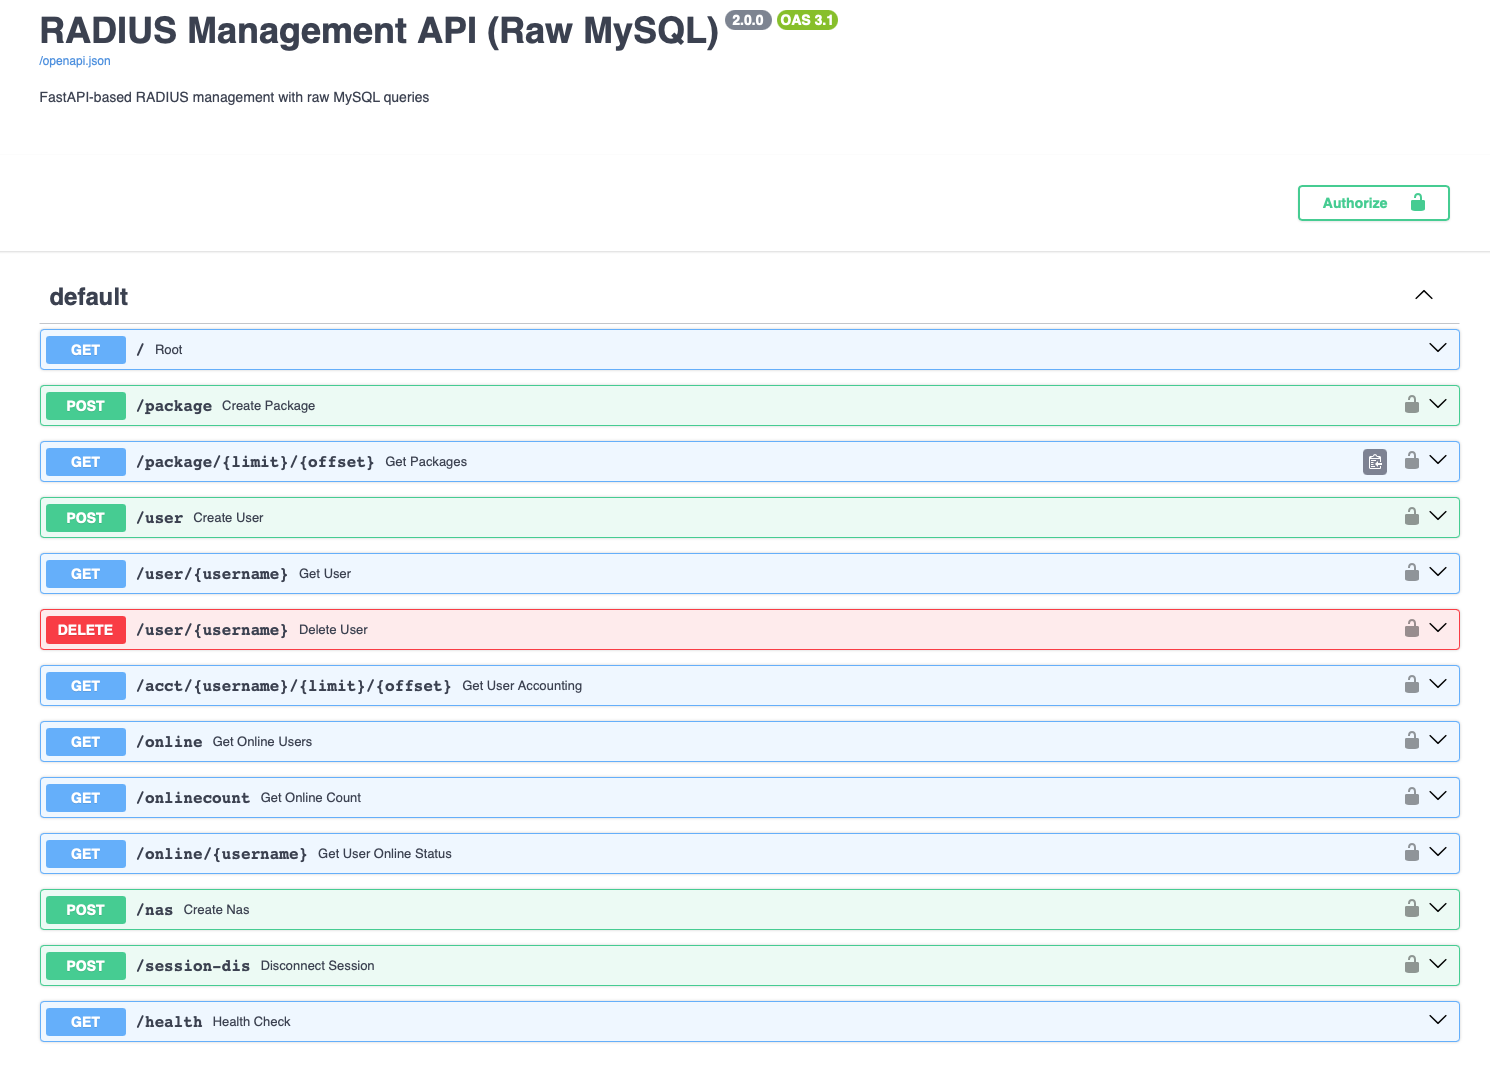 RADIUS Management API (Raw MySQL) 2.0.0 OAS 3.1
/openapi.json
FastAPI-based RADIUS management with raw MySQL queries
Authorize
default
GET / Root
POST /package Create Package
GET /package/{limit}/{offset} Get Packages
POST /user Create User
GET /user/{username} Get User
DELETE /user/{username} Delete User
GET /acct/{username}/{limit}/{offset} Get User Accounting
GET /online Get Online Users
GET /onlinecount Get Online Count
GET /online/{username} Get User Online Status
POST /nas Create Nas
POST /session-dis Disconnect Session
GET /health Health Check